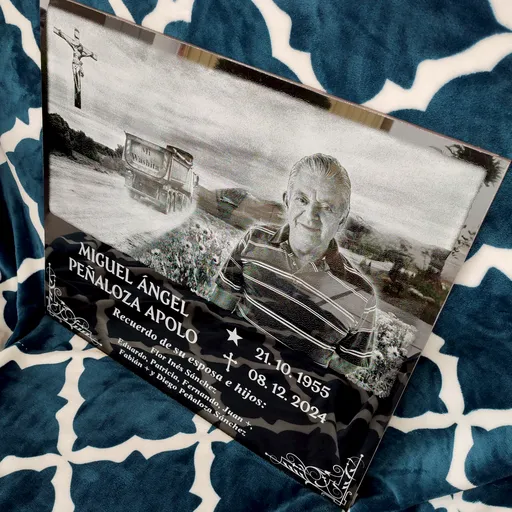 MIGUEL ÁNGEL
PEÑALOZA APOLO
★ 21. 10. 1955
✝ 08. 12. 2024
Recuerdo de su esposa e hijos:
Flor Inés Sánchez
Eduardo, Patricia, Fernando, Juan +,
Fabián + y Diego Peñaloza Sánchez